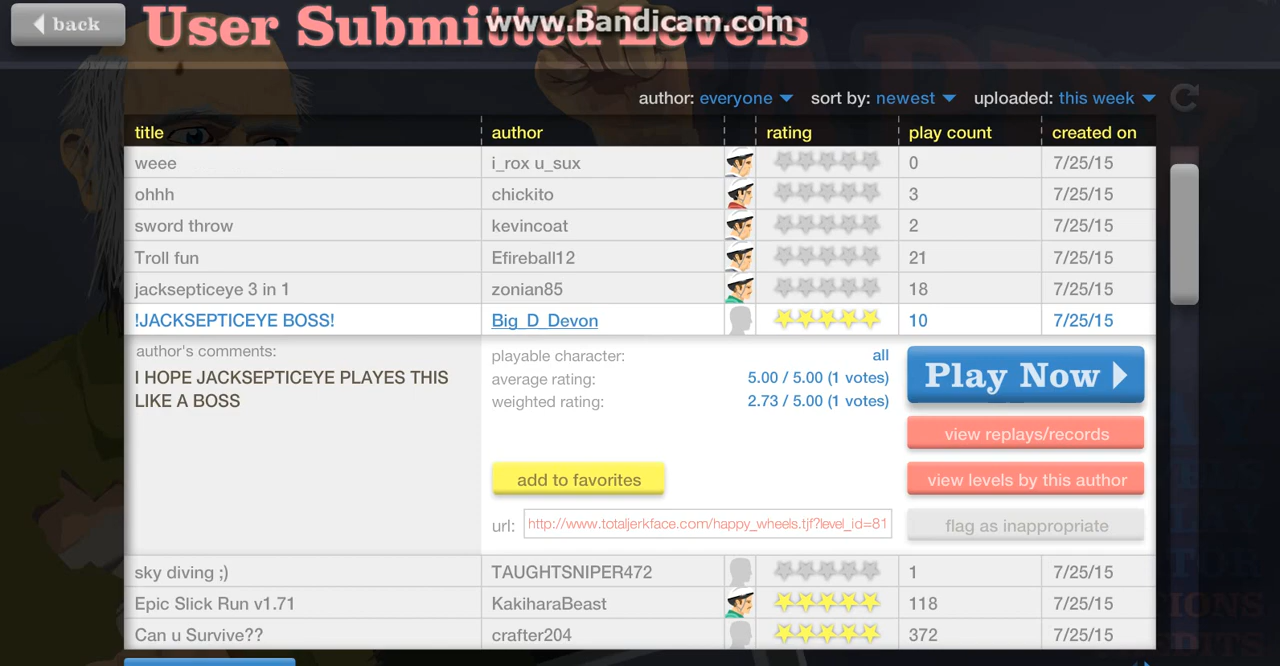 back
User Submitted Levels
www.Bandicam.com
author: everyone sort by: newest uploaded: this week
title author rating play count created on
weee i_rox u_sux 0 7/25/15
ohhh chickito 3 7/25/15
sword throw kevincoat 2 7/25/15
Troll fun Efireball12 21 7/25/15
jacksepticeye 3 in 1 zonian85 18 7/25/15
!JACKSEPTICEYE BOSS! Big_D_Devon 10 7/25/15
author's comments:
I HOPE JACKSEPTICEYE PLAYES THIS
LIKE A BOSS
playable character: all
average rating: 5.00 / 5.00 (1 votes)
weighted rating: 2.73 / 5.00 (1 votes)
add to favorites
url: http://www.totaljerkface.com/happy_wheels.tjf?level_id=81
Play Now
view replays/records
view levels by this author
flag as inappropriate
sky diving ;) TAUGHTSNIPER472 1 7/25/15
Epic Slick Run v1.71 KakiharaBeast 118 7/25/15
Can u Survive?? crafter204 372 7/25/15